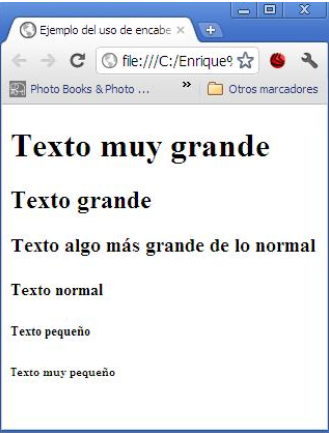 Ejemplo del uso de encabe
file:///C:/Enrique9
Photo Books & Photo ...
»
Otros marcadores
Texto muy grande
Texto grande
Texto algo más grande de lo normal
Texto normal
Texto pequeño
Texto muy pequeño